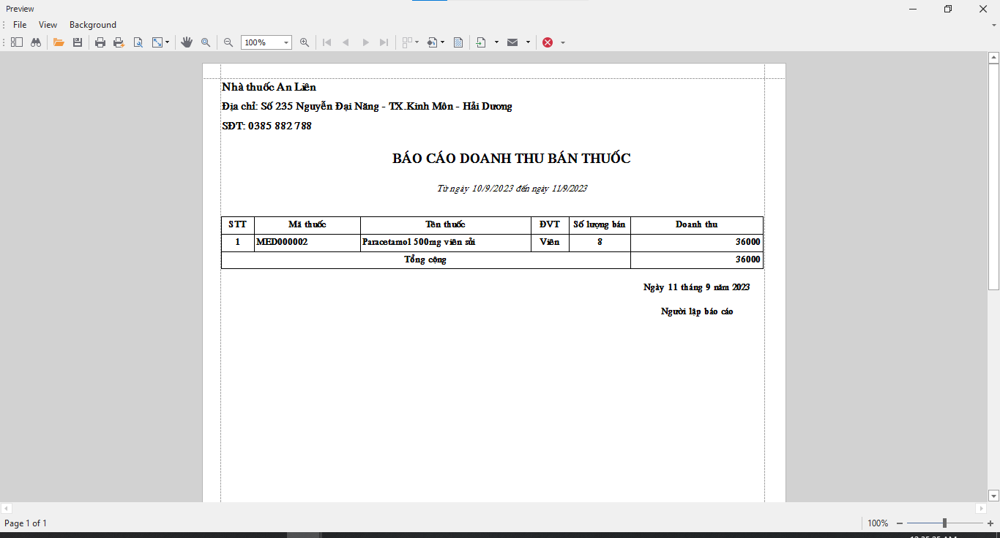 Preview
File View Background
100%
Nhà thuốc An Liên
Địa chỉ: Số 235 Nguyễn Đại Năng - TX.Kinh Môn - Hải Dương
SĐT: 0385 882 788
BÁO CÁO DOANH THU BÁN THUỐC
Từ ngày 10/9/2023 đến ngày 11/9/2023
STT Mã thuốc Tên thuốc ĐVT Số lượng bán Doanh thu
1 MED000002 Paracetamol 500mg viên sủi Viên 8 36000
Tổng cộng 36000
Ngày 11 tháng 9 năm 2023
Người lập báo cáo
Page 1 of 1 100%